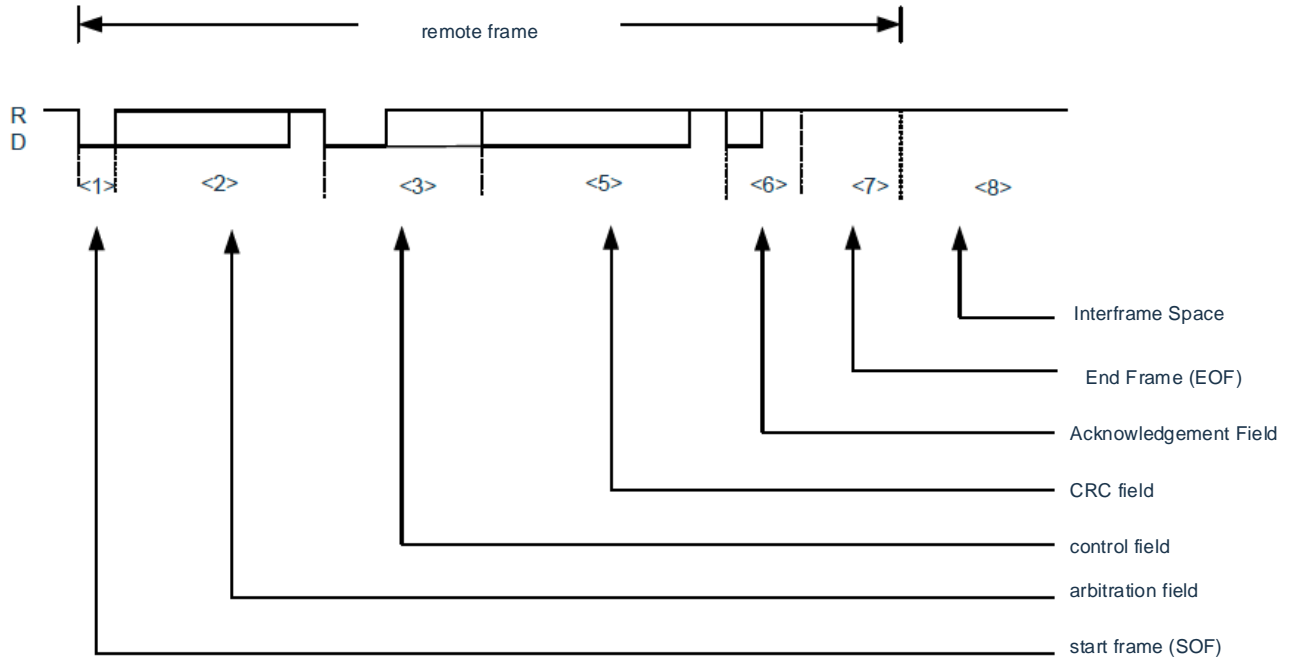 remote frame
R
D
<1> <2> <3> <5> <6> <7> <8>
Interframe Space
End Frame (EOF)
Acknowledgement Field
CRC field
control field
arbitration field
start frame (SOF)